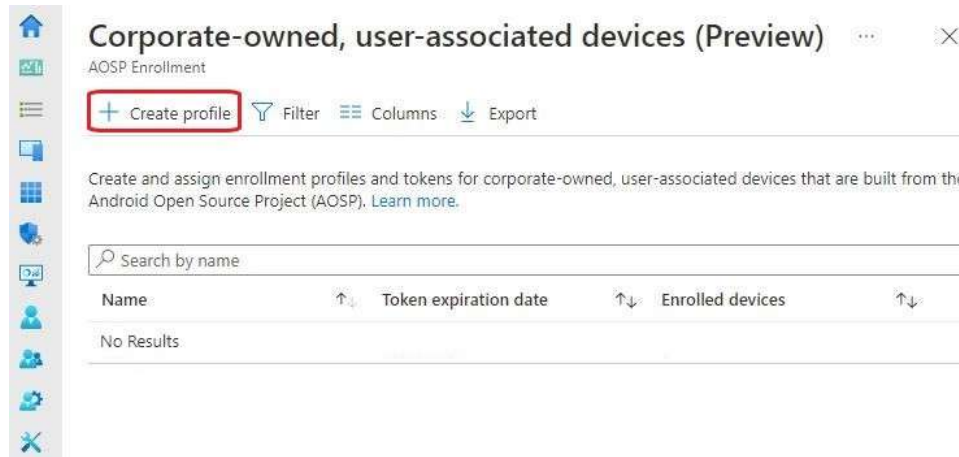 Corporate-owned, user-associated devices (Preview) ...
AOSP Enrollment
Create profile Filter Columns Export
Create and assign enrollment profiles and tokens for corporate-owned, user-associated devices that are built from the
Android Open Source Project (AOSP). Learn more.
Search by name
Name Token expiration date Enrolled devices
No Results